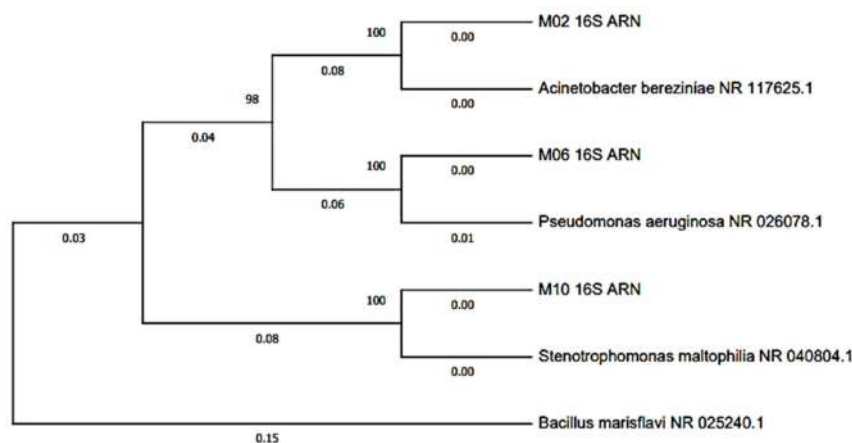 M02 16S ARN
100
0.00
0.08
Acinetobacter bereziniae NR 117625.1
0.00
98
0.04
M06 16S ARN
100
0.00
0.06
Pseudomonas aeruginosa NR 026078.1
0.01
0.03
M10 16S ARN
100
0.00
0.08
Stenotrophomonas maltophilia NR 040804.1
0.00
Bacillus marisflavi NR 025240.1
0.15